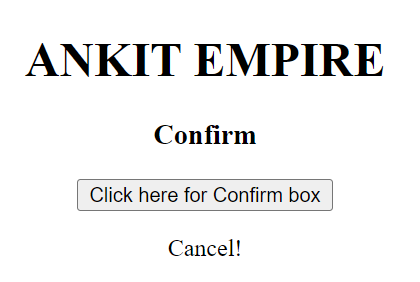 ANKIT EMPIRE
Confirm
Click here for Confirm box
Cancel!